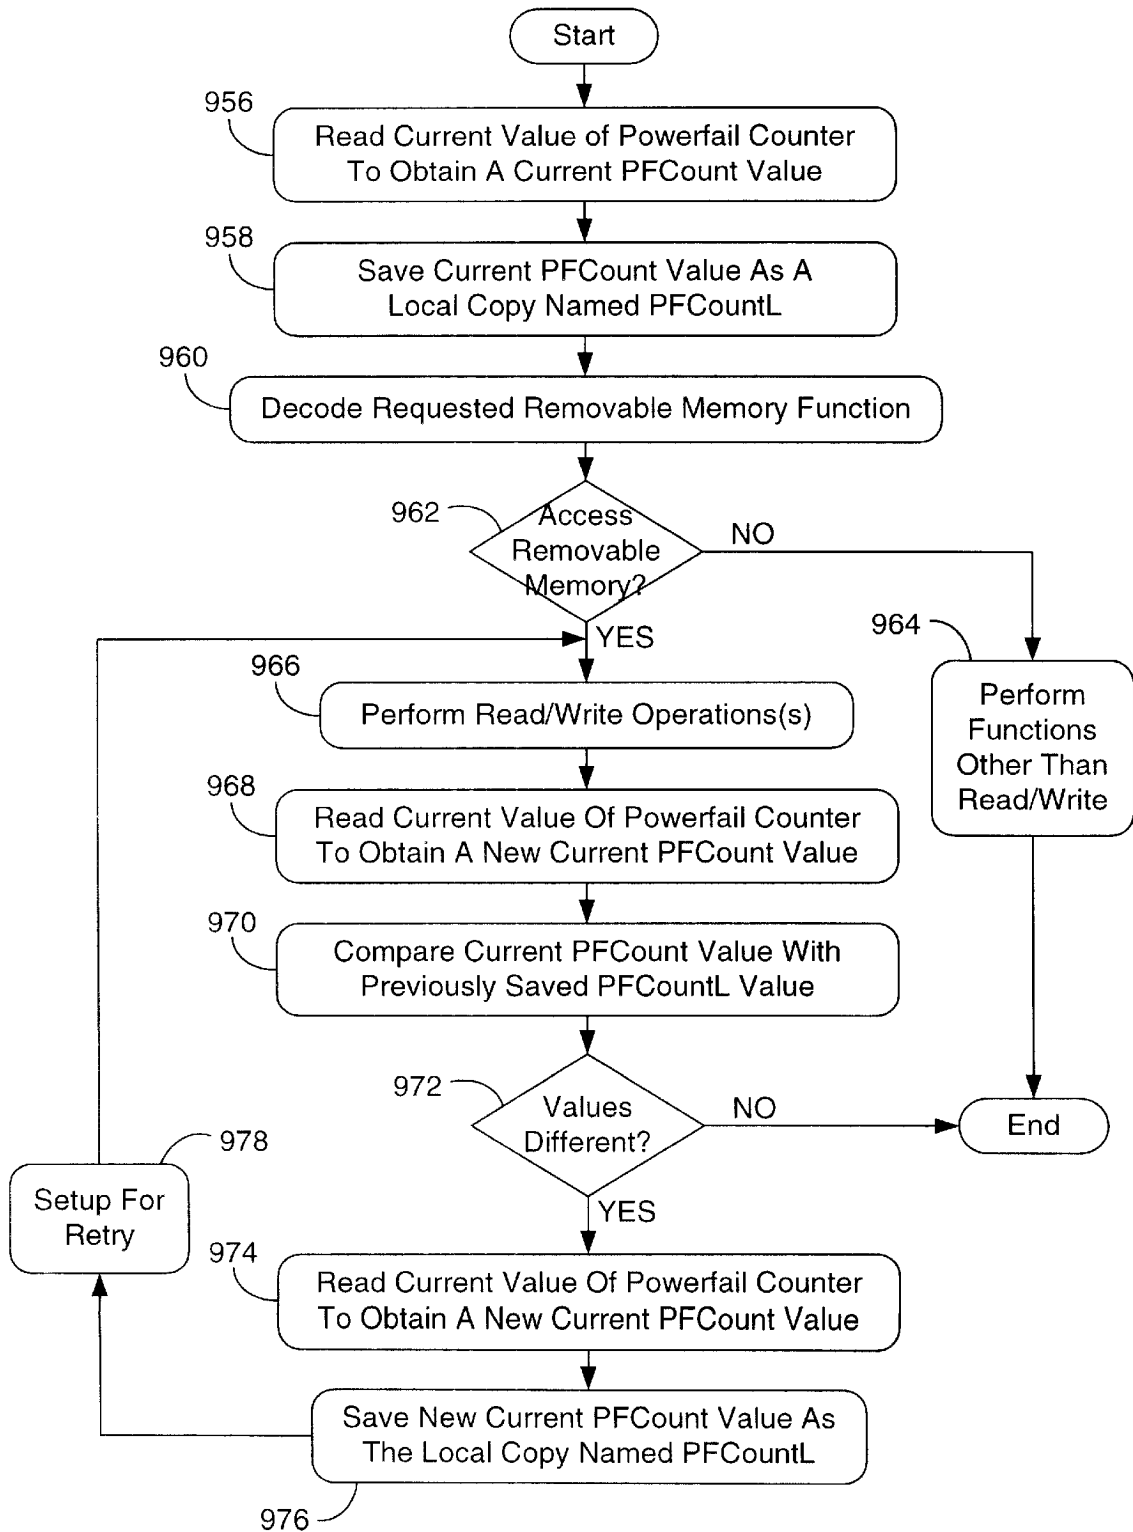 Start
956
Read Current Value of Powerfail Counter
To Obtain A Current PFCount Value
958
Save Current PFCount Value As A
Local Copy Named PFCountL
960
Decode Requested Removable Memory Function
962
Access
Removable
Memory?
NO
YES
964
Perform
Functions
Other Than
Read/Write
966
Perform Read/Write Operations(s)
968
Read Current Value Of Powerfail Counter
To Obtain A New Current PFCount Value
970
Compare Current PFCount Value With
Previously Saved PFCountL Value
972
Values
Different?
NO
End
YES
978
Setup For
Retry
974
Read Current Value Of Powerfail Counter
To Obtain A New Current PFCount Value
Save New Current PFCount Value As
The Local Copy Named PFCountL
976